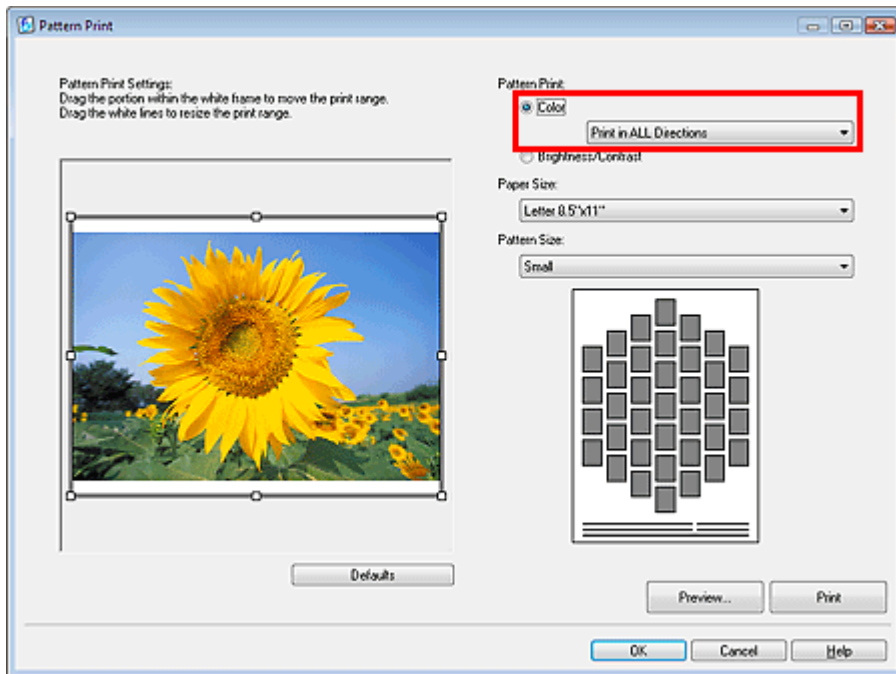 Pattern Print
Pattern Print Settings:
Drag the portion within the white frame to move the print range.
Drag the white lines to resize the print range.
Defaults
Pattern Print:
Color
Print in ALL Directions
Brightness/Contrast
Paper Size:
Letter 8.5"x11"
Pattern Size:
Small
Preview...
Print
OK
Cancel
Help